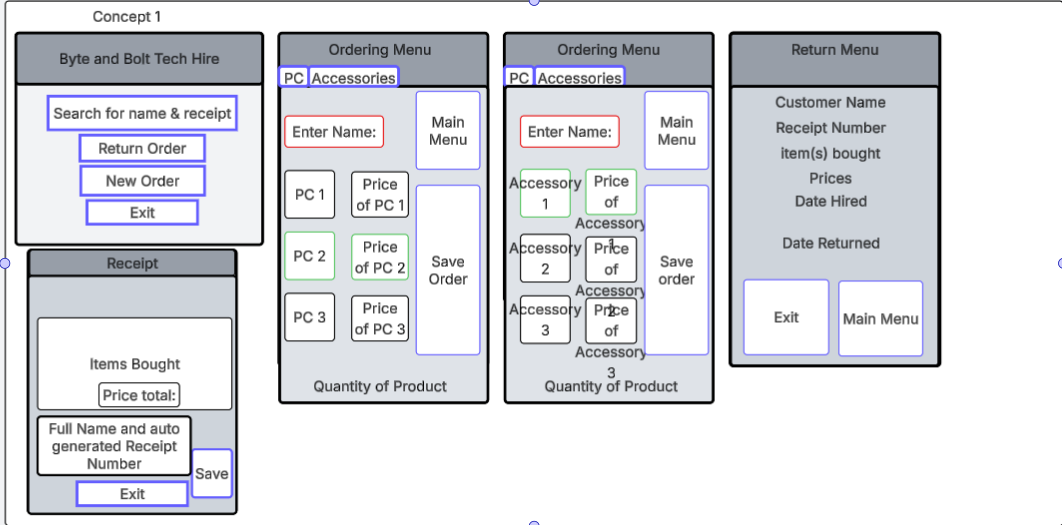 Concept 1
Byte and Bolt Tech Hire
Search for name & receipt
Return Order
New Order
Exit
Receipt
Items Bought
Price total:
Full Name and auto
generated Receipt
Number
Save
Exit
Ordering Menu
PC
Accessories
Enter Name:
Main
Menu
PC 1
Price
of PC 1
PC 2
Price
of PC 2
PC 3
Price
of PC 3
Save
Order
Quantity of Product
Ordering Menu
PC
Accessories
Enter Name:
Main
Menu
Accessory
1
Price
of
Accessory
1
Accessory
2
Price
of
Accessory
2
Accessory
3
Price
of
Accessory
3
Save
order
Quantity of Product
Return Menu
Customer Name
Receipt Number
item(s) bought
Prices
Date Hired
Date Returned
Exit
Main Menu